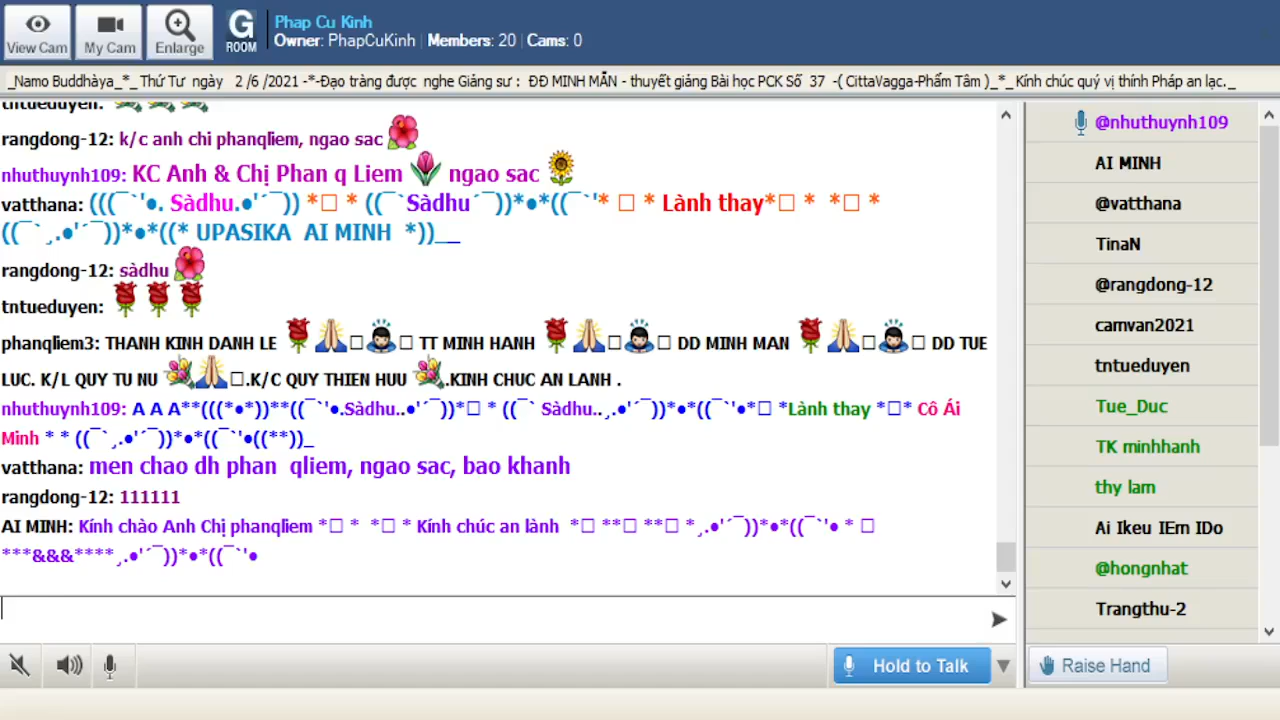 View Cam
My Cam
Enlarge
G
ROOM
Phap Cu Kinh
Owner: PhapCuKinh | Members: 20 | Cams: 0
_Namo Buddhàya_*_ Thứ Tư ngày 2 /6 /2021 -*-Đạo tràng được nghe Giảng sư : ĐĐ MINH MẪN - thuyết giảng Bài học PCK Số 37 -( CittaVagga-Phẩm Tâm )_*_ Kính chúc quý vị thính Pháp an lạc._
tntueduyen:
rangdong-12: k/c anh chi phanqliem, ngao sac
nhuthuynh109: KC Anh & Chị Phan q Liem ngao sac
vatthana: (((¯`'•. Sàdhu.•'´¯)) *□ * ((¯`Sàdhu´¯))*•*((¯`'* □ * Lành thay*□ * *□ *
((¯`¸.•'´¯))*•*((* UPASIKA AI MINH *))__
rangdong-12: sàdhu
tntueduyen:
phanqliem3: THANH KINH DANH LE □ □ TT MINH HANH □ □ DD MINH MAN □ □ DD TUE
LUC. K/L QUY TU NU □.K/C QUY THIEN HUU .KINH CHUC AN LANH .
nhuthuynh109: A A A**(((*•*))**((¯`'•.Sàdhu..•'´¯))*□ * ((¯` Sàdhu..¸.•'´¯))*•*((¯`'•*□ *Lành thay *□* Cô Ái
Minh * * ((¯`¸.•'´¯))*•*((¯`'•((**))_
vatthana: men chao dh phan qliem, ngao sac, bao khanh
rangdong-12: 111111
AI MINH: Kính chào Anh Chị phanqliem *□ * *□ * Kính chúc an lành *□ **□ **□ *¸.•'´¯))*•*((¯`'• * □
***&&&****¸.•'´¯))*•*((¯`'•
@nhuthuynh109
AI MINH
@vatthana
TinaN
@rangdong-12
camvan2021
tntueduyen
Tue_Duc
TK minhhanh
thy lam
Ai Ikeu IErn IDo
@hongnhat
Trangthu-2
Hold to Talk
Raise Hand